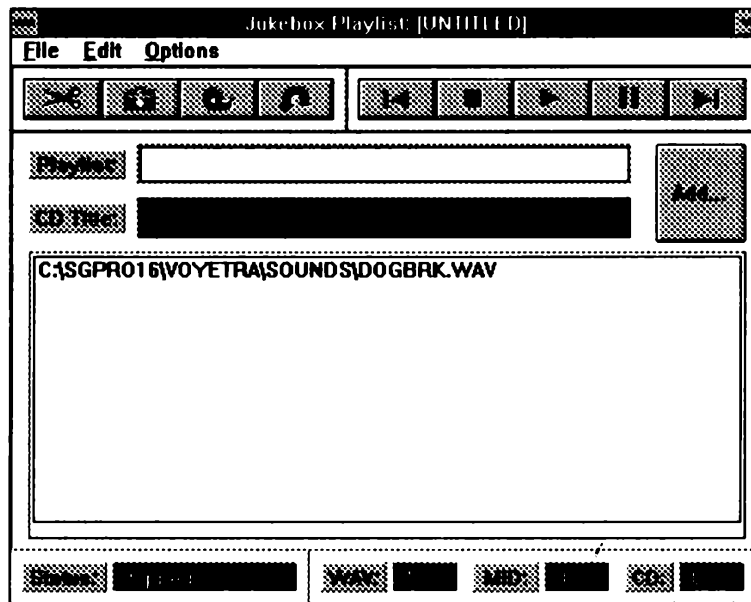 Jukebox Playlist: [UNTITLED]
File Edit Options
Playlist:
Add...
CD Title:
C:\SGPRO16\VOYETRA\SOUNDS\DOGBRK.WAV
Status: WAV: MID: CD: